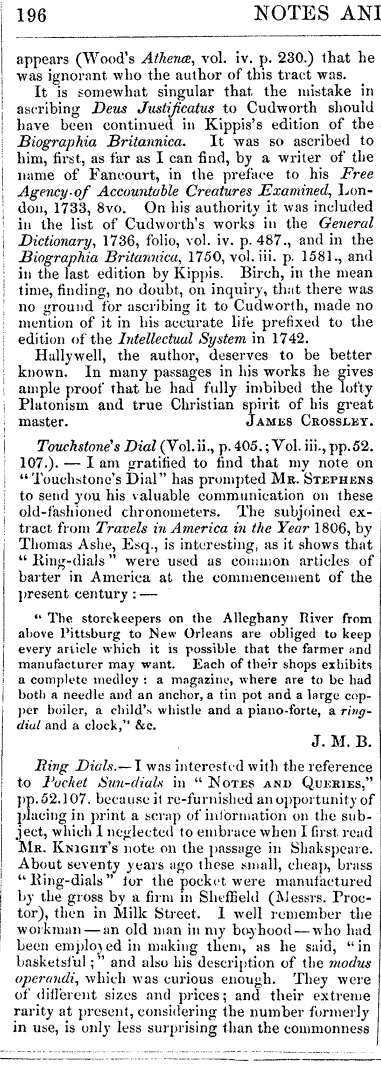 196 NOTES AND
appears (Wood's Athenæ, vol. iv. p. 230.) that he
was ignorant who the author of this tract was.
It is somewhat singular that the mistake in
ascribing Deus Justificatus to Cudworth should
have been continued in Kippis's edition of the
Biographia Britannica. It was so ascribed to
him, first, as far as I can find, by a writer of the
name of Fancourt, in the preface to his Free
Agency of Accountable Creatures Examined, Lon-
don, 1733, 8vo. On his authority it was included
in the list of Cudworth's works in the General
Dictionary, 1736, folio, vol. iv. p. 487., and in the
Biographia Britannica, 1750, vol. iii. p. 1581., and
in the last edition by Kippis. Birch, in the mean
time, finding, no doubt, on inquiry, that there was
no ground for ascribing it to Cudworth, made no
mention of it in his accurate life prefixed to the
edition of the Intellectual System in 1742.
Hallywell, the author, deserves to be better
known. In many passages in his works he gives
ample proof that he had fully imbibed the lofty
Platonism and true Christian spirit of his great
master. JAMES CROSSLEY.
Touchstone's Dial (Vol. ii., p. 405.; Vol. iii., pp. 52.
107.). — I am gratified to find that my note on
"Touchstone's Dial" has prompted MR. STEPHENS
to send you his valuable communication on these
old-fashioned chronometers. The subjoined ex-
tract from Travels in America in the Year 1806, by
Thomas Ashe, Esq., is interesting, as it shows that
"Ring-dials" were used as common articles of
barter in America at the commencement of the
present century : —
" The storekeepers on the Alleghany River from
above Pittsburg to New Orleans are obliged to keep
every article which it is possible that the farmer and
manufacturer may want. Each of their shops exhibits
a complete medley : a magazine, where are to be had
both a needle and an anchor, a tin pot and a large cop-
per boiler, a child's whistle and a piano-forte, a ring-
dial and a clock," &c.
J. M. B.
Ring Dials.— I was interested with the reference
to Pocket Sun-dials in " NOTES AND QUERIES,"
pp. 52. 107. because it re-furnished an opportunity of
placing in print a scrap of information on the sub-
ject, which I neglected to embrace when I first read
MR. KNIGHT's note on the passage in Shakspeare.
About seventy years ago these small, cheap, brass
"Ring-dials" for the pocket were manufactured
by the gross by a firm in Sheffield (Messrs. Proc-
tor), then in Milk Street. I well remember the
workman — an old man in my boyhood — who had
been employed in making them, as he said, "in
basketsful ;" and also his description of the modus
operandi, which was curious enough. They were
of different sizes and prices ; and their extreme
rarity at present, considering the number formerly
in use, is only less surprising than the commonness